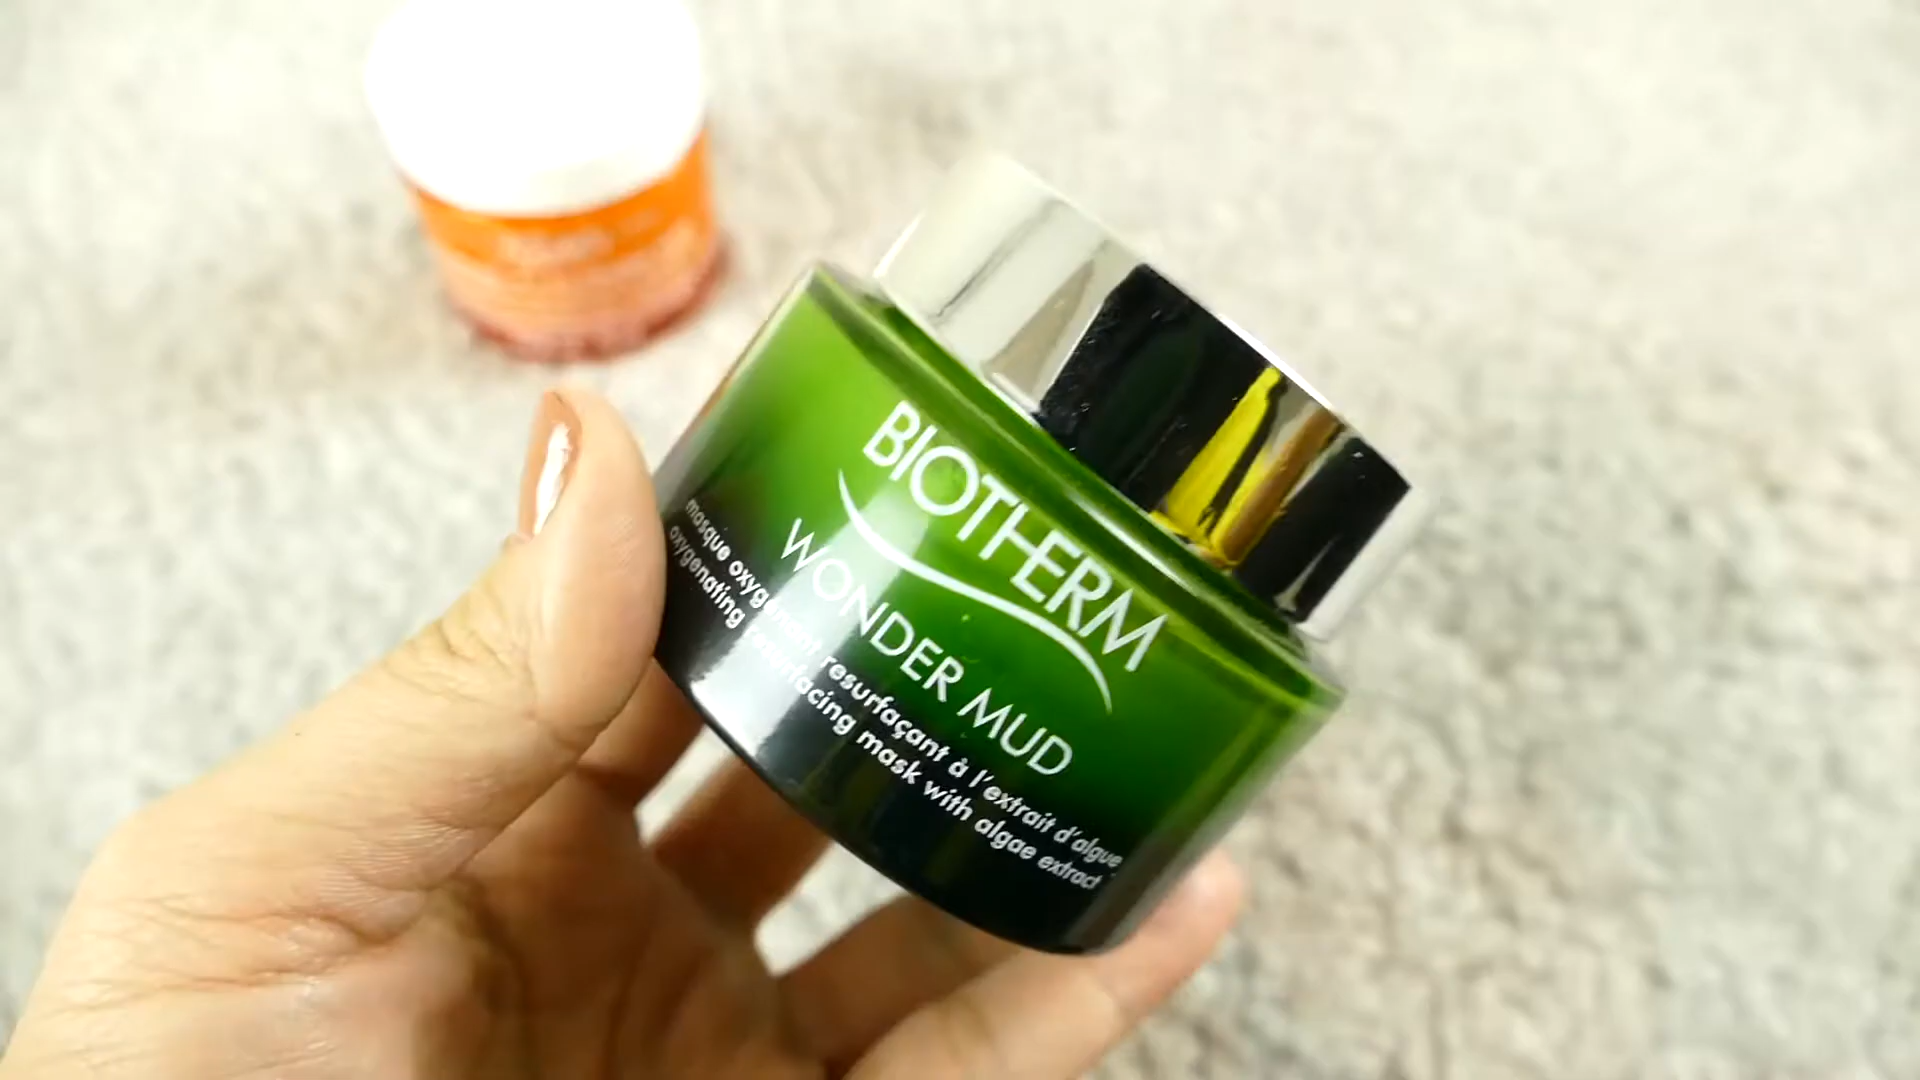 BIOTHERM
WONDER MUD
masque oxygénant resurfaçant à l'extrait d'algue
oxygenating resurfacing mask with algae extract